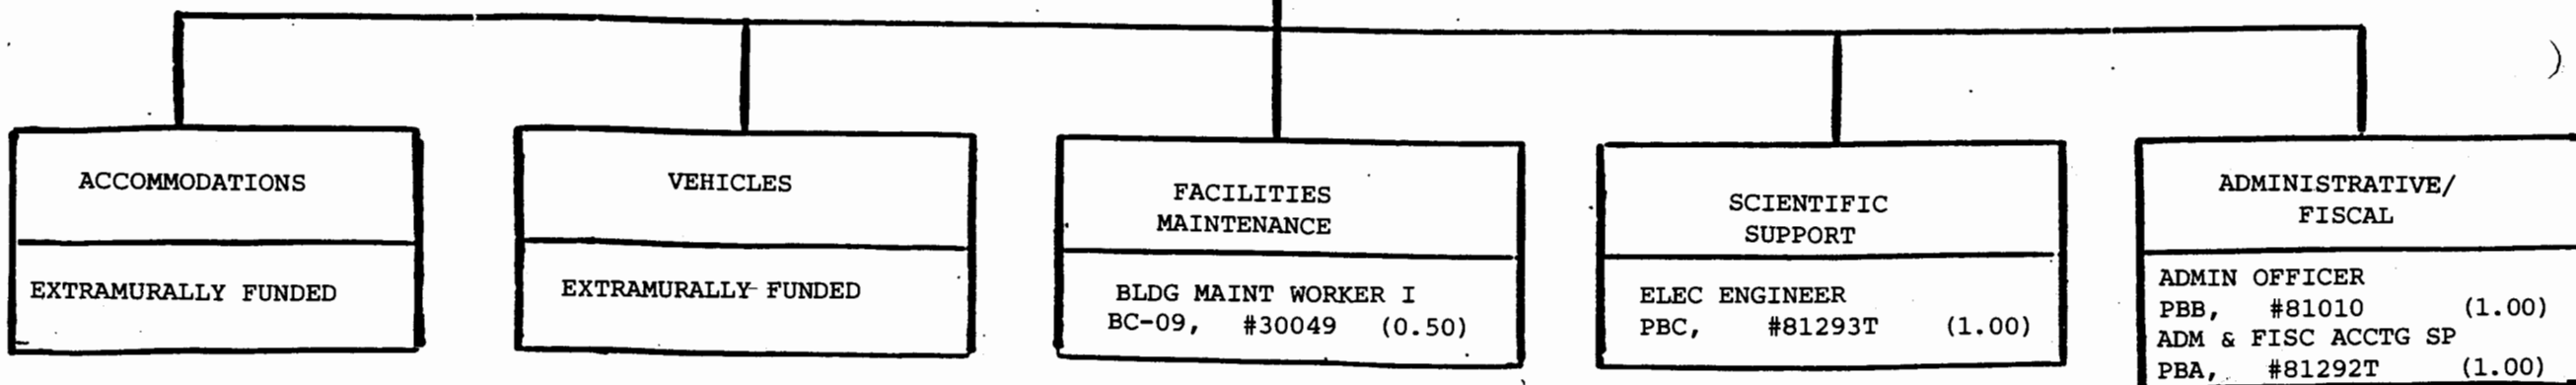 ACCOMMODATIONS
EXTRAMURALLY FUNDED
VEHICLES
EXTRAMURALLY FUNDED
FACILITIES
MAINTENANCE
BLDG MAINT WORKER I
BC-09, #30049 (0.50)
SCIENTIFIC
SUPPORT
ELEC ENGINEER
PBC, #81293T (1.00)
ADMINISTRATIVE/
FISCAL
ADMIN OFFICER
PBB, #81010 (1.00)
ADM & FISC ACCTG SP
PBA, #81292T (1.00)